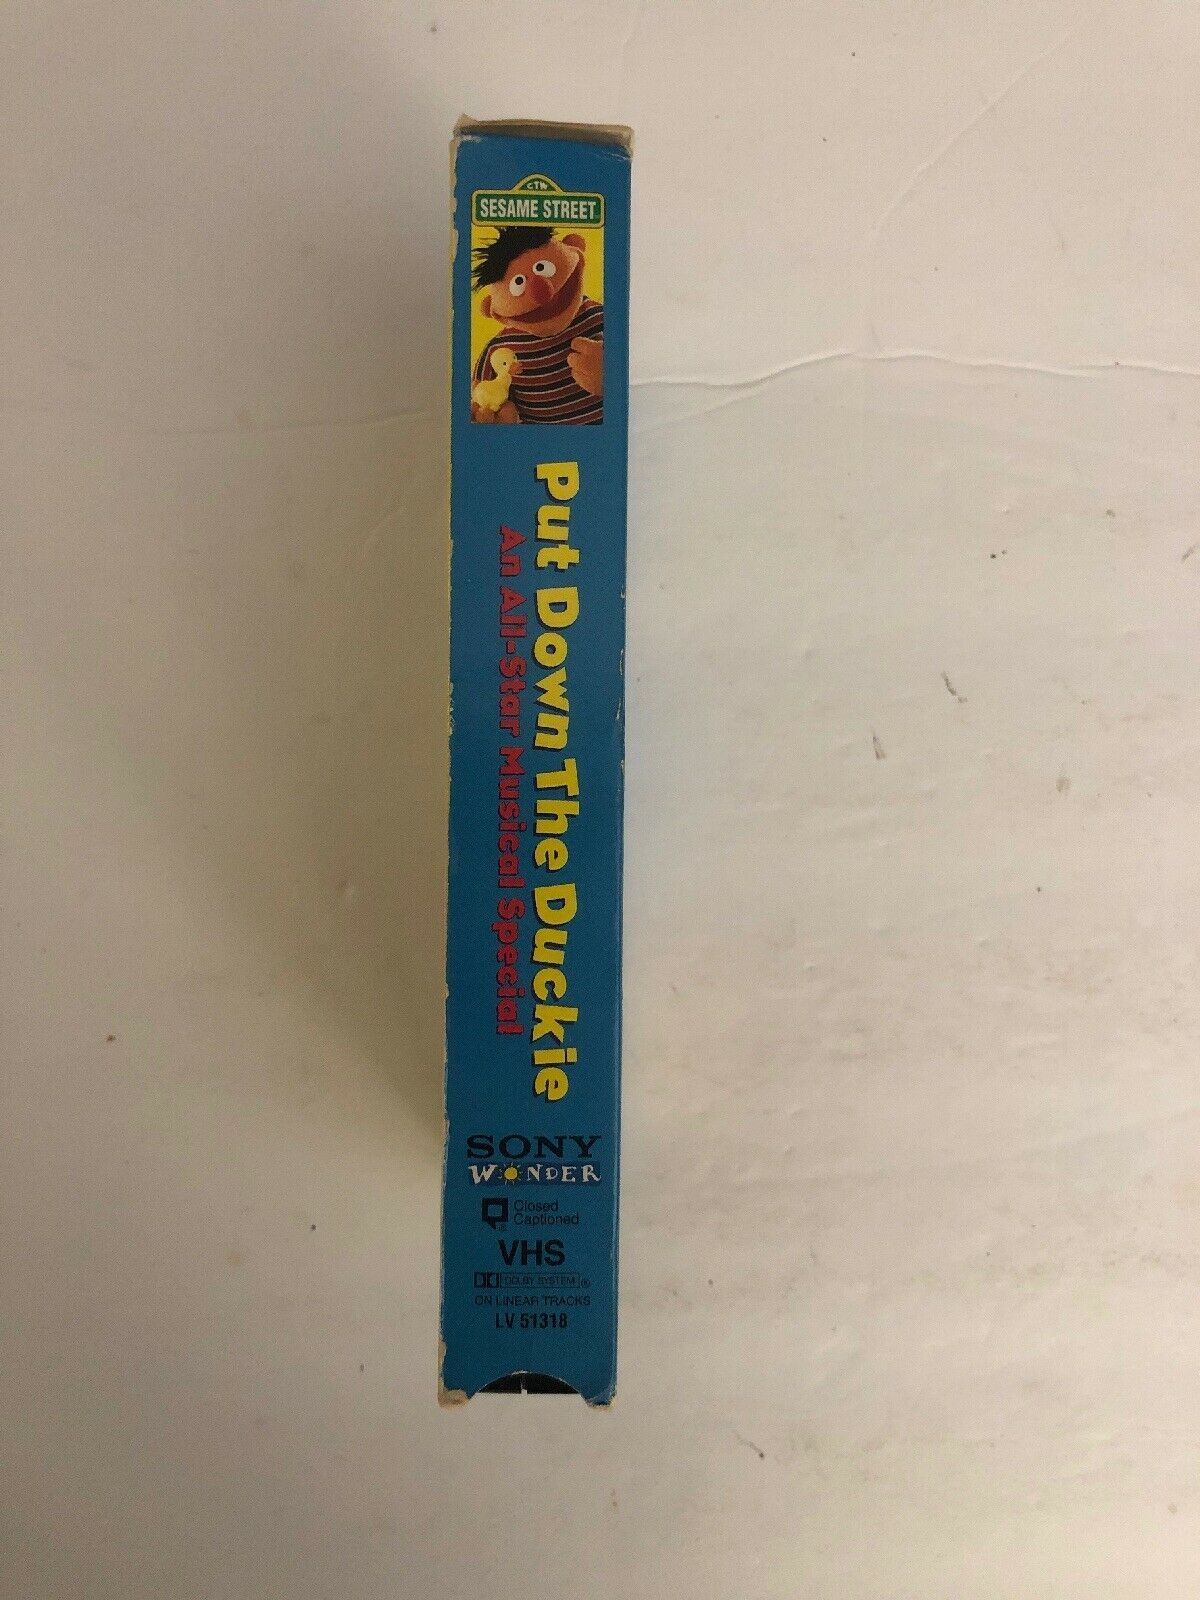 CTW
SESAME STREET
Put Down The Duckie
An All-Star Musical Special
SONY
WONDER
Closed
Captioned
VHS
DOLBY SYSTEM ®
ON LINEAR TRACKS
LV 51318